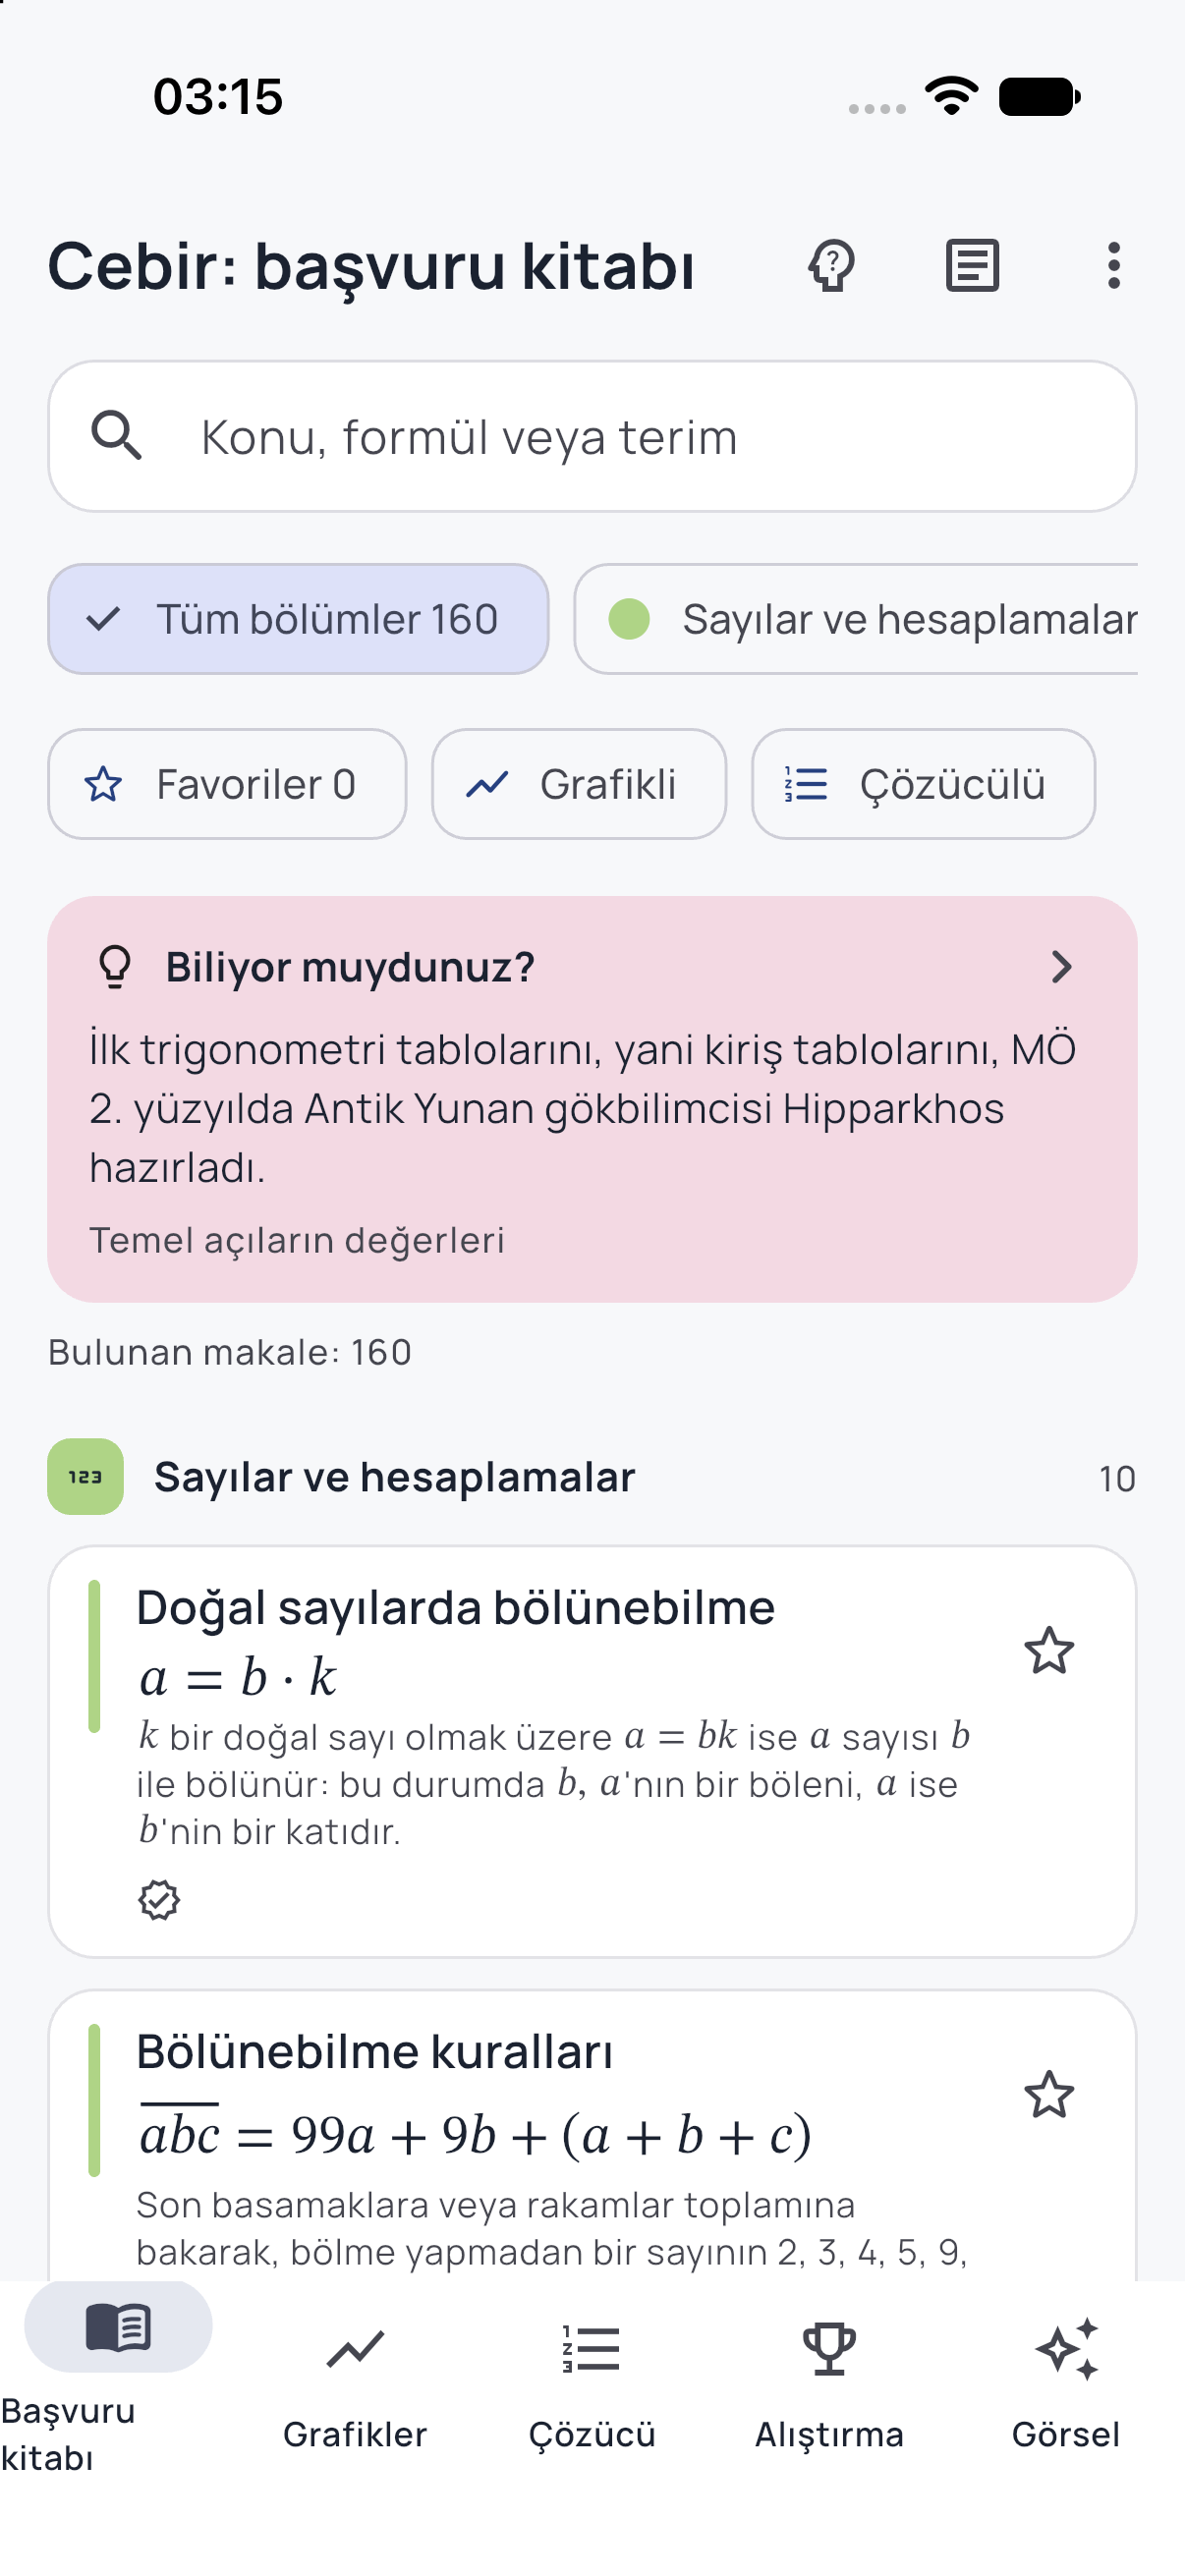 03:15
Cebir: başvuru kitabı
Konu, formül veya terim
Tüm bölümler 160
Sayılar ve hesaplamalar
Favoriler 0
Grafikli
Çözücülü
Biliyor muydunuz?
İlk trigonometri tablolarını, yani kiriş tablolarını, MÖ
2. yüzyılda Antik Yunan gökbilimcisi Hipparkhos
hazırladı.
Temel açıların değerleri
Bulunan makale: 160
123 Sayılar ve hesaplamalar 10
Doğal sayılarda bölünebilme
a = b · k
k bir doğal sayı olmak üzere a = bk ise a sayısı b
ile bölünür: bu durumda b, a'nın bir böleni, a ise
b'nin bir katıdır.
Bölünebilme kuralları
a̅b̅c̅ = 99a + 9b + (a + b + c)
Son basamaklara veya rakamlar toplamına
bakarak, bölme yapmadan bir sayının 2, 3, 4, 5, 9,
Başvuru
kitabı
Grafikler
Çözücü
Alıştırma
Görsel